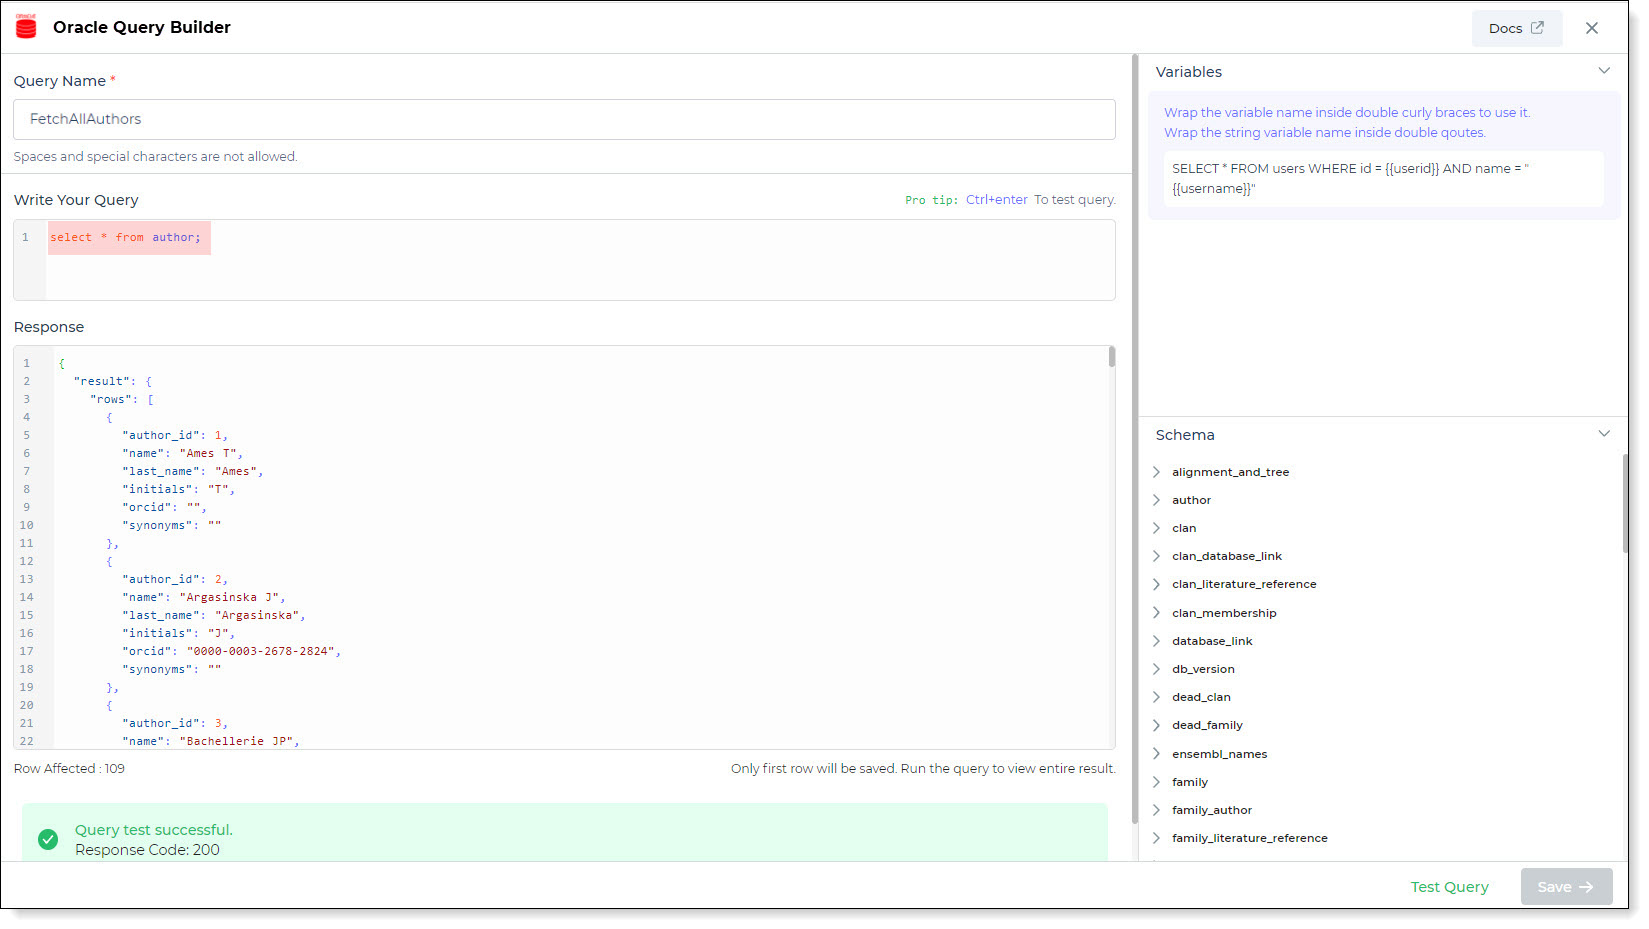 Oracle Query Builder
Docs
Query Name *
FetchAllAuthors
Spaces and special characters are not allowed.
Write Your Query
Pro tip: Ctrl+enter To test query.
1 select * from author;
Response
1 {
2 "result": {
3 "rows": [
4 {
5 "author_id": 1,
6 "name": "Ames T",
7 "last_name": "Ames",
8 "initials": "T",
9 "orcid": "",
10 "synonyms": ""
11 },
12 {
13 "author_id": 2,
14 "name": "Argasinska J",
15 "last_name": "Argasinska",
16 "initials": "J",
17 "orcid": "0000-0003-2678-2824",
18 "synonyms": ""
19 },
20 {
21 "author_id": 3,
22 "name": "Bachellerie JP",
Row Affected : 109
Only first row will be saved. Run the query to view entire result.
Query test successful.
Response Code: 200
Variables
Wrap the variable name inside double curly braces to use it.
Wrap the string variable name inside double qoutes.
SELECT * FROM users WHERE id = {{userid}} AND name = "
{{username}}"
Schema
alignment_and_tree
author
clan
clan_database_link
clan_literature_reference
clan_membership
database_link
db_version
dead_clan
dead_family
ensembl_names
family
family_author
family_literature_reference
Test Query
Save